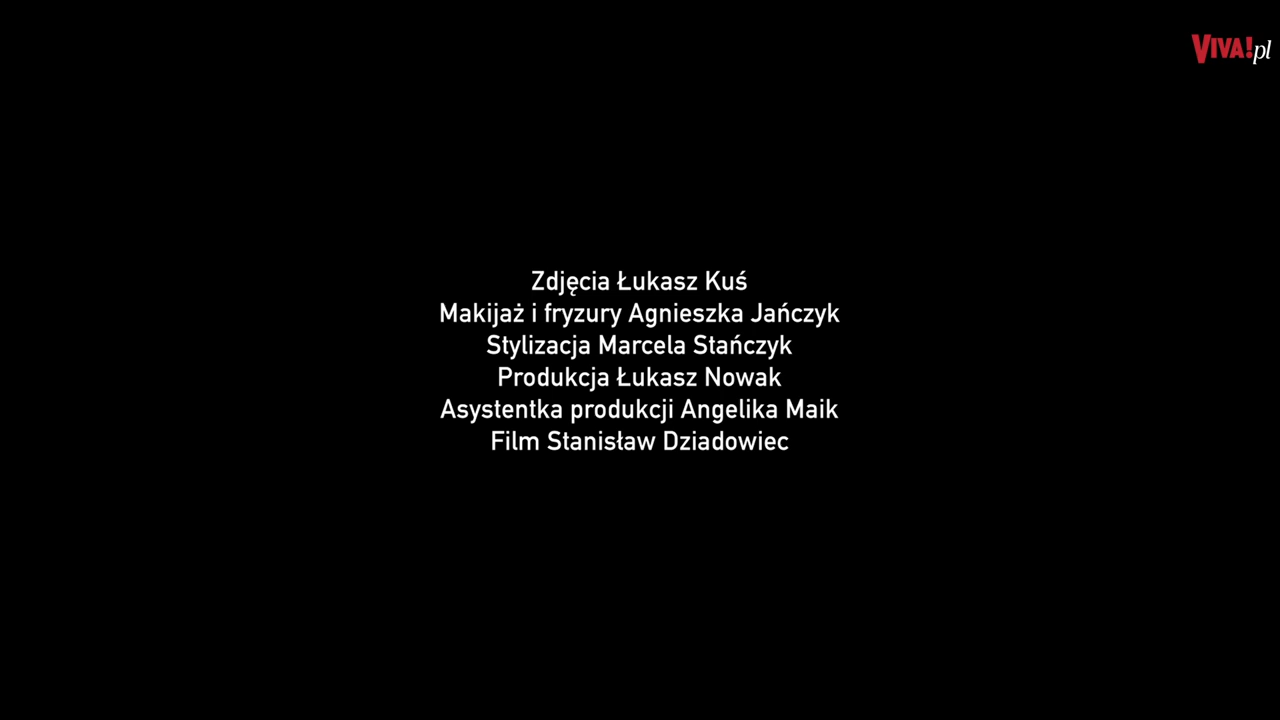 VIVA!pl
Zdjęcia Łukasz Kuś
Makijaż i fryzury Agnieszka Jańczyk
Stylizacja Marcela Stańczyk
Produkcja Łukasz Nowak
Asystentka produkcji Angelika Maik
Film Stanisław Dziadowiec